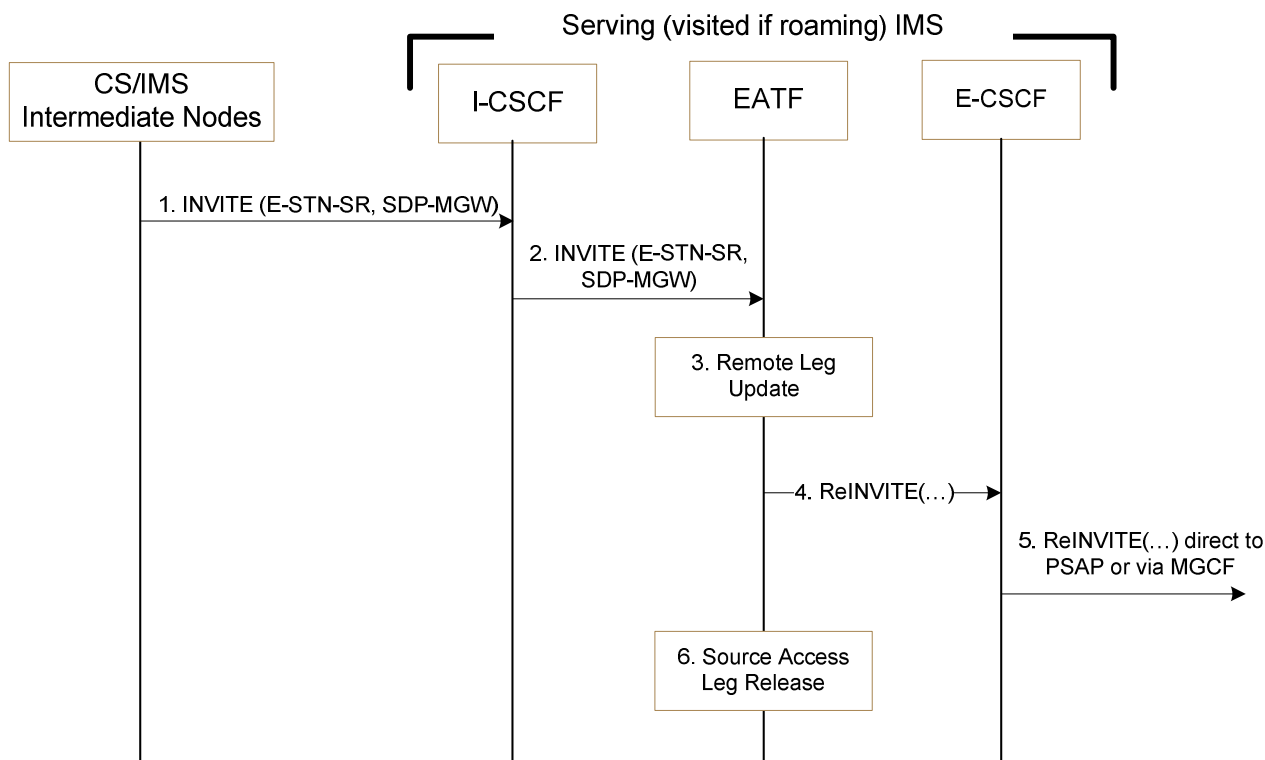 Serving (visited if roaming) IMS
CS/IMS
Intermediate Nodes
I-CSCF
EATF
E-CSCF
1. INVITE (E-STN-SR, SDP-MGW)
2. INVITE (E-STN-SR,
SDP-MGW)
3. Remote Leg
Update
4. ReINVITE(…)
5. ReINVITE(…) direct to
PSAP or via MGCF
6. Source Access
Leg Release